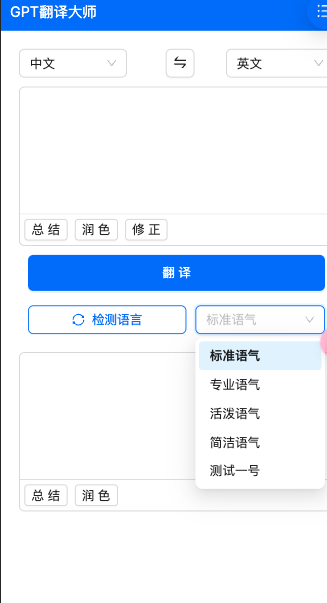 GPT翻译大师
中文 英文
总结 润色 修正
翻译
检测语言 标准语气
标准语气
专业语气
活泼语气
简洁语气
测试一号
总结 润色